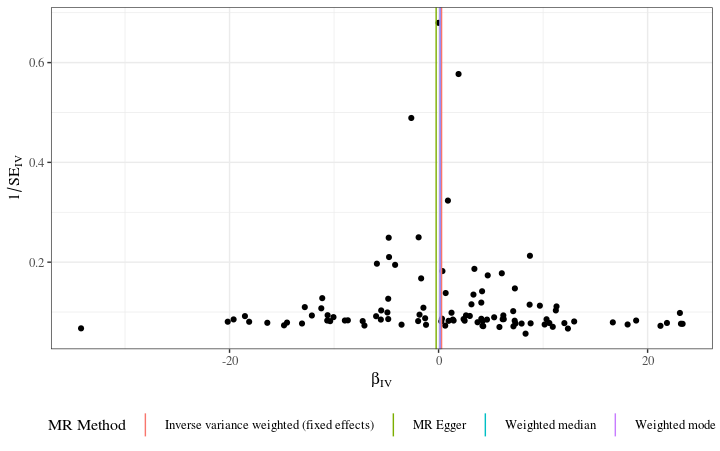 0.6
0.4
0.2
1/SE_IV
-20
0
20
β_IV
MR Method
Inverse variance weighted (fixed effects)
MR Egger
Weighted median
Weighted mode